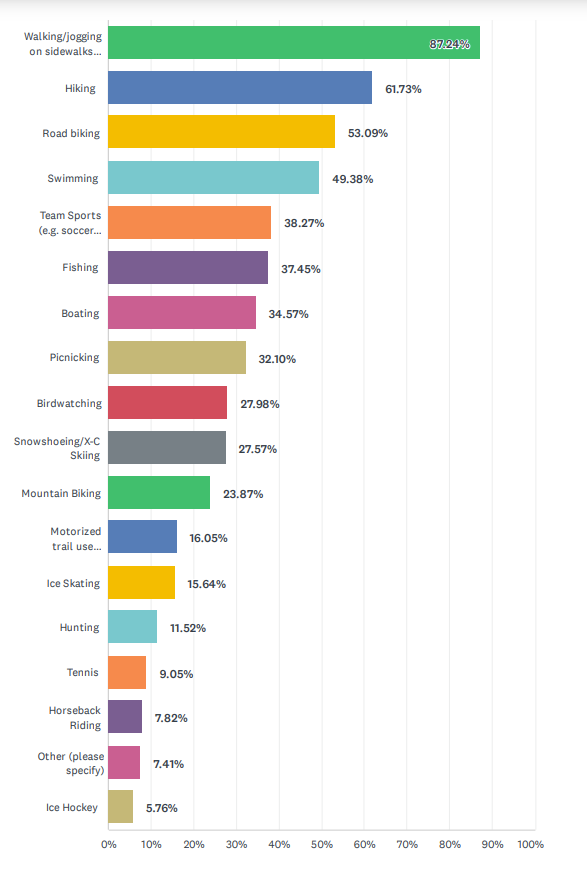 Walking/jogging
on sidewalks...
87.24%
Hiking
61.73%
Road biking
53.09%
Swimming
49.38%
Team Sports
(e.g. soccer...
38.27%
Fishing
37.45%
Boating
34.57%
Picnicking
32.10%
Birdwatching
27.98%
Snowshoeing/X-C
Skiing
27.57%
Mountain Biking
23.87%
Motorized
trail use...
16.05%
Ice Skating
15.64%
Hunting
11.52%
Tennis
9.05%
Horseback
Riding
7.82%
Other (please
specify)
7.41%
Ice Hockey
5.76%
0% 10% 20% 30% 40% 50% 60% 70% 80% 90% 100%